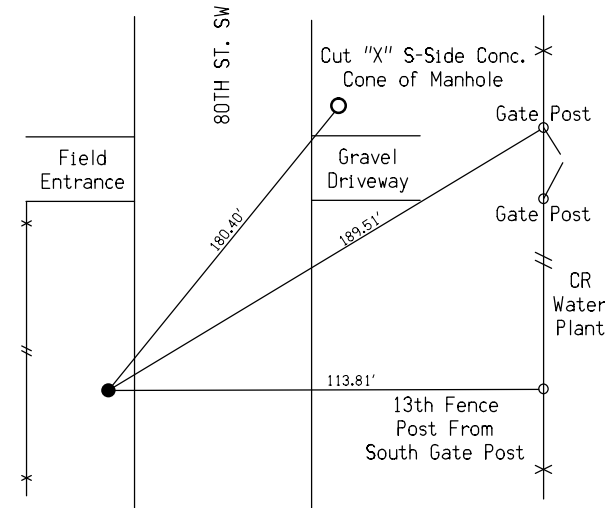 80TH ST. SW
Cut "X" S-Side Conc.
Cone of Manhole
Gate Post
Field
Entrance
Gravel
Driveway
Gate Post
180.40'
189.51'
CR
Water
Plant
113.81'
13th Fence
Post From
South Gate Post